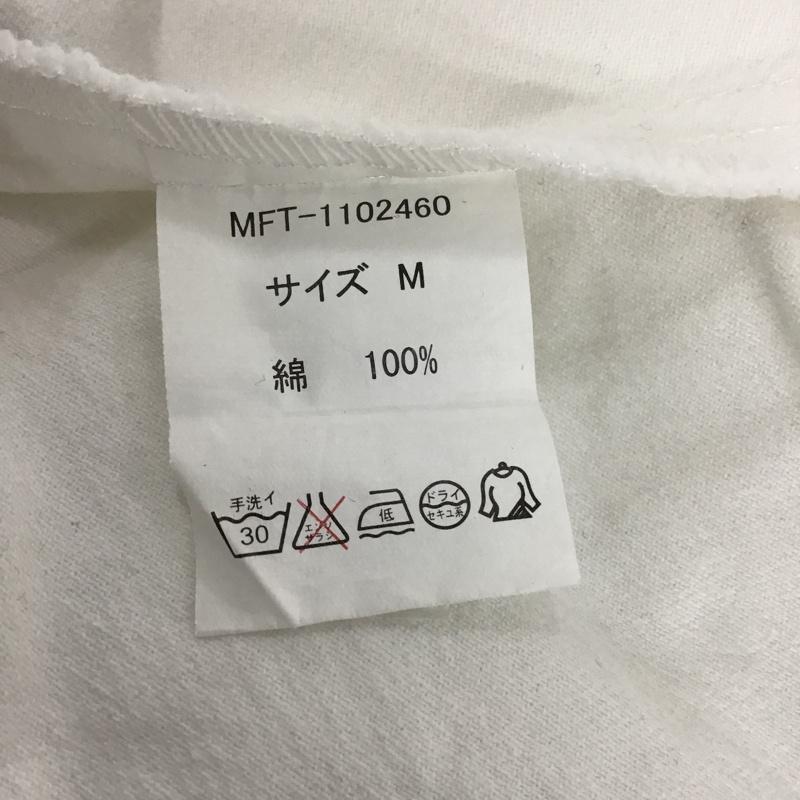 MFT-1102460
サイズ M
綿 100%
手洗イ
30
エンソ
サラシ
低
ドライ
セキユ系